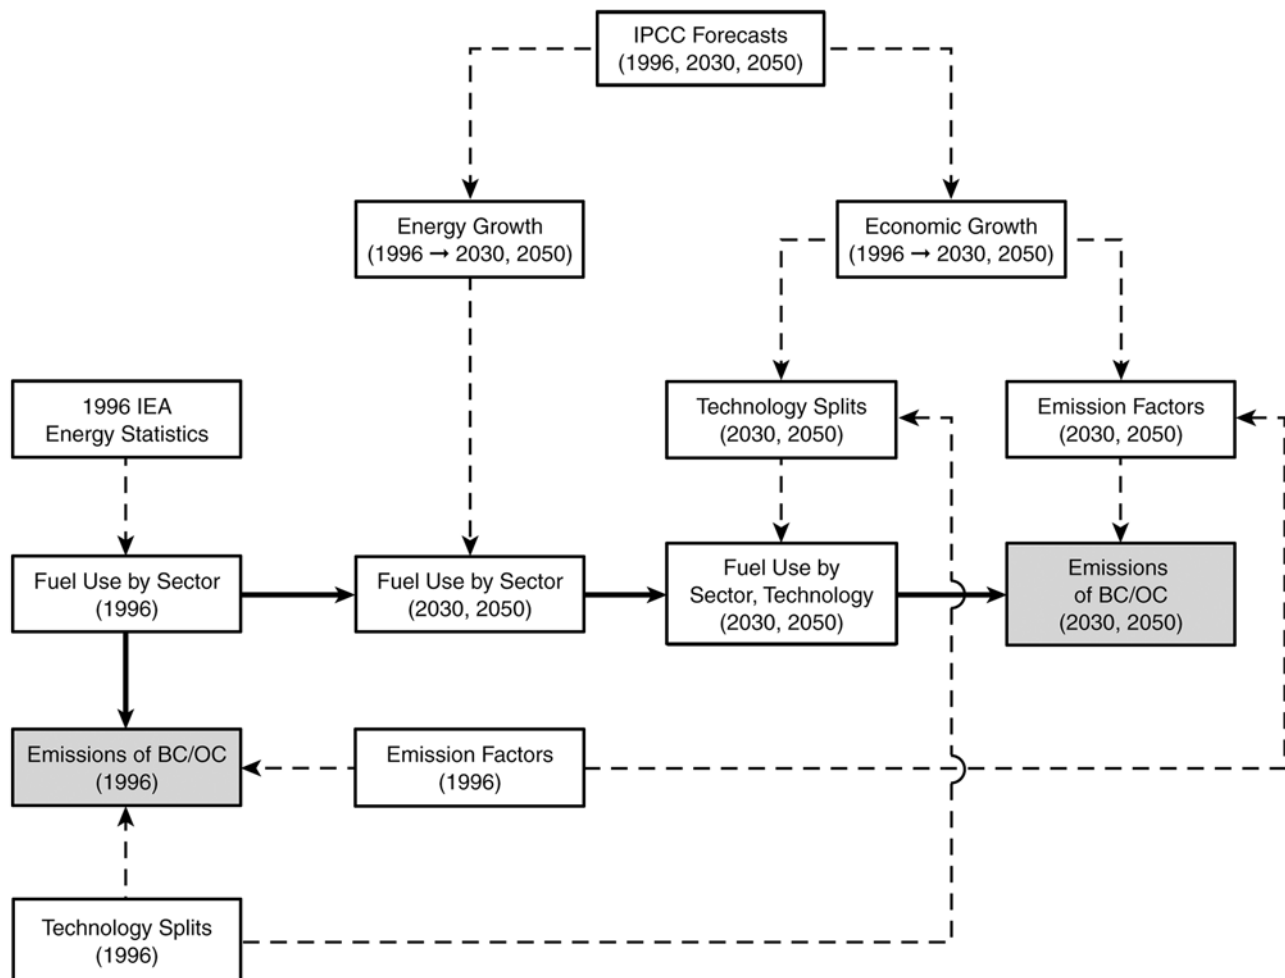 IPCC Forecasts
(1996, 2030, 2050)
Energy Growth
(1996 → 2030, 2050)
Economic Growth
(1996 → 2030, 2050)
1996 IEA
Energy Statistics
Technology Splits
(2030, 2050)
Emission Factors
(2030, 2050)
Fuel Use by Sector
(1996)
Fuel Use by Sector
(2030, 2050)
Fuel Use by
Sector, Technology
(2030, 2050)
Emissions
of BC/OC
(2030, 2050)
Emissions of BC/OC
(1996)
Emission Factors
(1996)
Technology Splits
(1996)